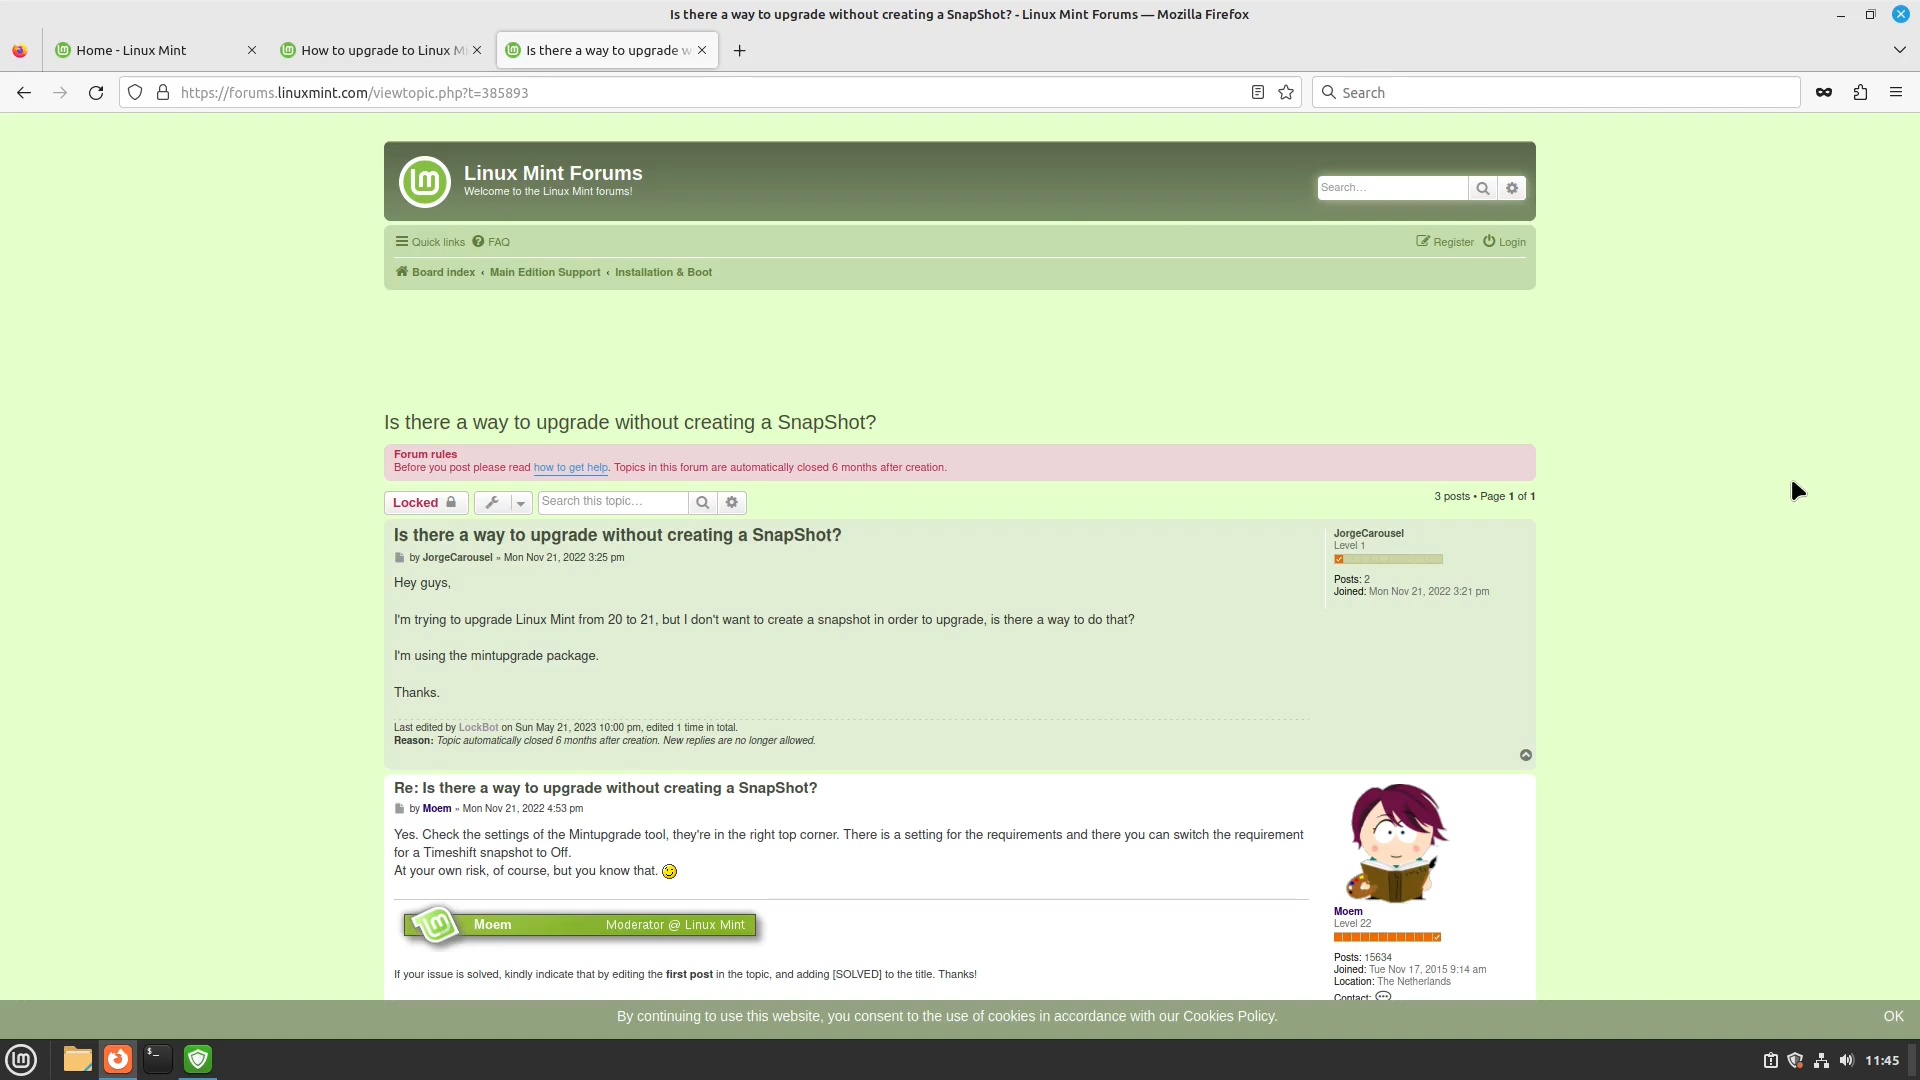 Is there a way to upgrade without creating a SnapShot? - Linux Mint Forums — Mozilla Firefox
Home - Linux Mint
How to upgrade to Linux M
Is there a way to upgrade w
https://forums.linuxmint.com/viewtopic.php?t=385893
Search
Linux Mint Forums
Welcome to the Linux Mint forums!
Search…
Quick links FAQ
Register Login
Board index ‹ Main Edition Support ‹ Installation & Boot
Is there a way to upgrade without creating a SnapShot?
Forum rules
Before you post please read how to get help. Topics in this forum are automatically closed 6 months after creation.
Locked
Search this topic…
3 posts • Page 1 of 1
Is there a way to upgrade without creating a SnapShot?
by JorgeCarousel » Mon Nov 21, 2022 3:25 pm
Hey guys,
I'm trying to upgrade Linux Mint from 20 to 21, but I don't want to create a snapshot in order to upgrade, is there a way to do that?
I'm using the mintupgrade package.
Thanks.
Last edited by LockBot on Sun May 21, 2023 10:00 pm, edited 1 time in total.
Reason: Topic automatically closed 6 months after creation. New replies are no longer allowed.
JorgeCarousel
Level 1
Posts: 2
Joined: Mon Nov 21, 2022 3:21 pm
Re: Is there a way to upgrade without creating a SnapShot?
by Moem » Mon Nov 21, 2022 4:53 pm
Yes. Check the settings of the Mintupgrade tool, they're in the right top corner. There is a setting for the requirements and there you can switch the requirement
for a Timeshift snapshot to Off.
At your own risk, of course, but you know that.
Moem Moderator @ Linux Mint
If your issue is solved, kindly indicate that by editing the first post in the topic, and adding [SOLVED] to the title. Thanks!
Moem
Level 22
Posts: 15634
Joined: Tue Nov 17, 2015 9:14 am
Location: The Netherlands
Contact:
By continuing to use this website, you consent to the use of cookies in accordance with our Cookies Policy.
OK
11:45